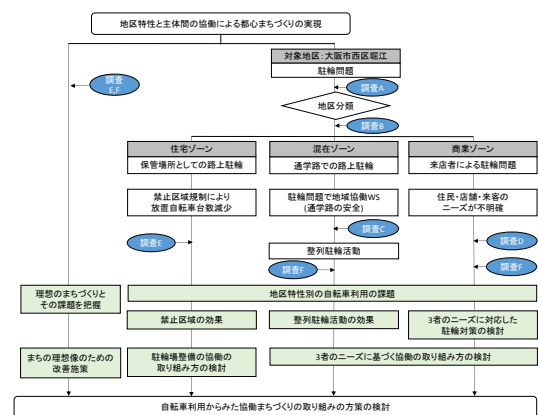 地区特性と主体間の協働による都心まちづくりの実現
対象地区：大阪市西区堀江
駐輪問題
調査
E,F
調査A
地区分類
調査B
住宅ゾーン
保管場所としての路上駐輪
混在ゾーン
通学路での路上駐輪
商業ゾーン
来店者による駐輪問題
禁止区域規制により
放置自転車台数減少
駐輪問題で地域協働WS
(通学路の安全)
住民・店舗・来客の
ニーズが不明確
調査C
調査E
整列駐輪活動
調査D
調査F
調査F
理想のまちづくりと
その課題を把握
地区特性別の自転車利用の課題
禁止区域の効果
整列駐輪活動の効果
3者のニーズに対応した
駐輪対策の検討
まちの理想像のための
改善施策
駐輪場整備の協働の
取り組み方の検討
3者のニーズに基づく協働の取り組み方の検討
自転車利用からみた協働まちづくりの取り組みの方策の検討